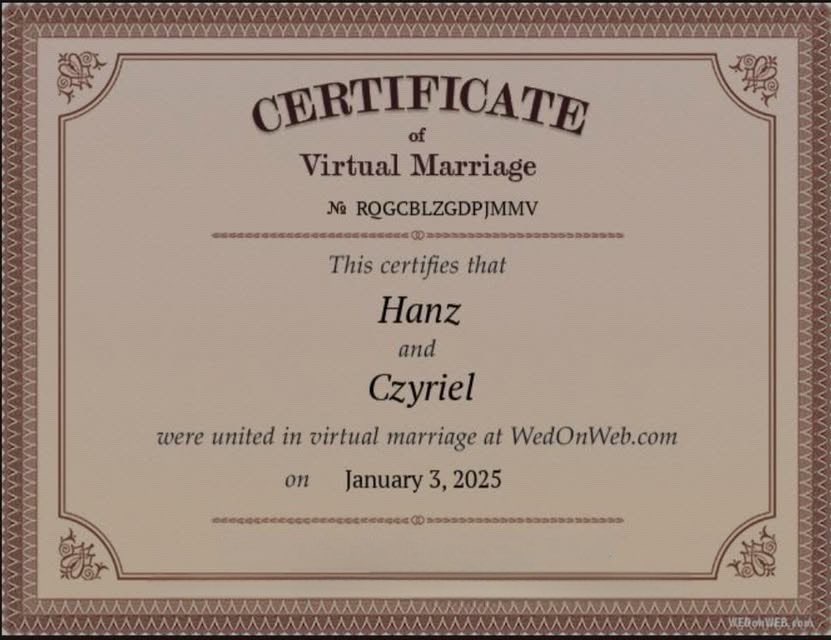 CERTIFICATE
of
Virtual Marriage
№ RQGCBLZGDPJMMV
This certifies that
Hanz
and
Czyriel
were united in virtual marriage at WedOnWeb.com
on January 3, 2025
WEDonWEB.com